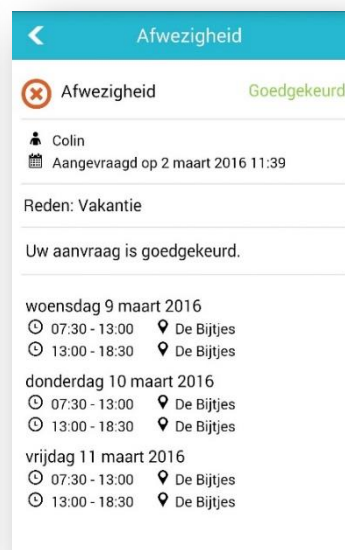 Afwezigheid
Afwezigheid Goedgekeurd
Colin
Aangevraagd op 2 maart 2016 11:39
Reden: Vakantie
Uw aanvraag is goedgekeurd.
woensdag 9 maart 2016
07:30 - 13:00 De Bijtjes
13:00 - 18:30 De Bijtjes
donderdag 10 maart 2016
07:30 - 13:00 De Bijtjes
13:00 - 18:30 De Bijtjes
vrijdag 11 maart 2016
07:30 - 13:00 De Bijtjes
13:00 - 18:30 De Bijtjes